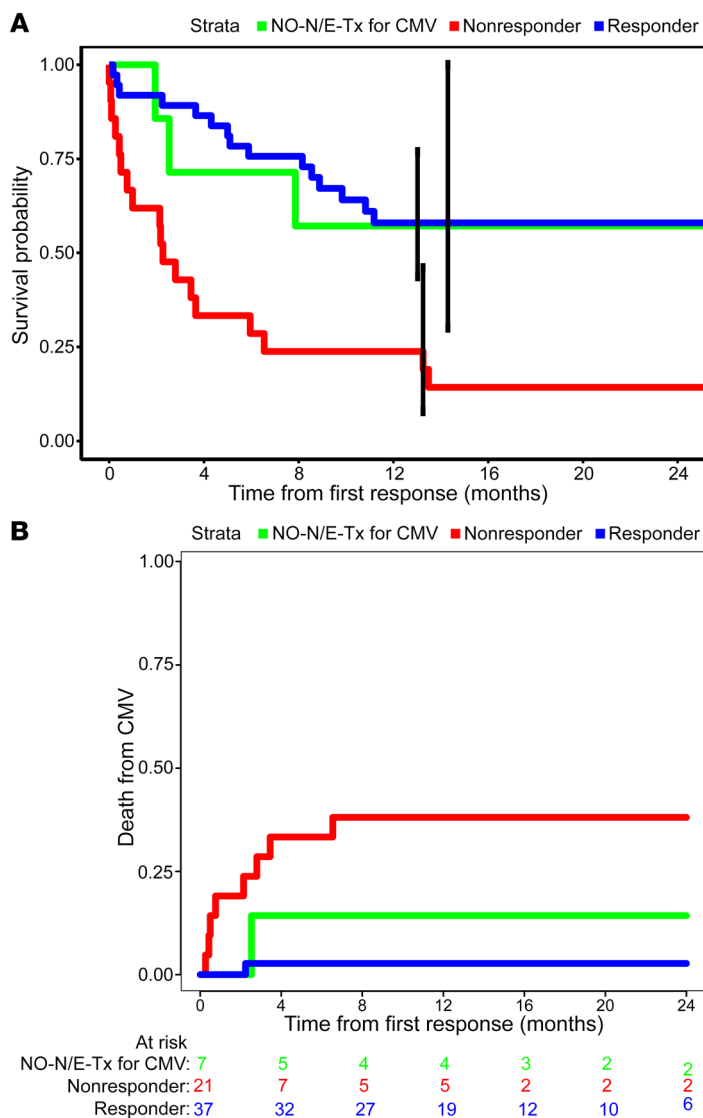 A
Strata NO-N/E-Tx for CMV Nonresponder Responder
1.00
0.75
0.50
0.25
0.00
Survival probability
0 4 8 12 16 20 24
Time from first response (months)
B
Strata NO-N/E-Tx for CMV Nonresponder Responder
1.00
0.75
0.50
0.25
0.00
Death from CMV
0 4 8 12 16 20 24
Time from first response (months)
At risk
NO-N/E-Tx for CMV: 7 5 4 4 3 2 2
Nonresponder: 21 7 5 5 2 2 2
Responder: 37 32 27 19 12 10 6